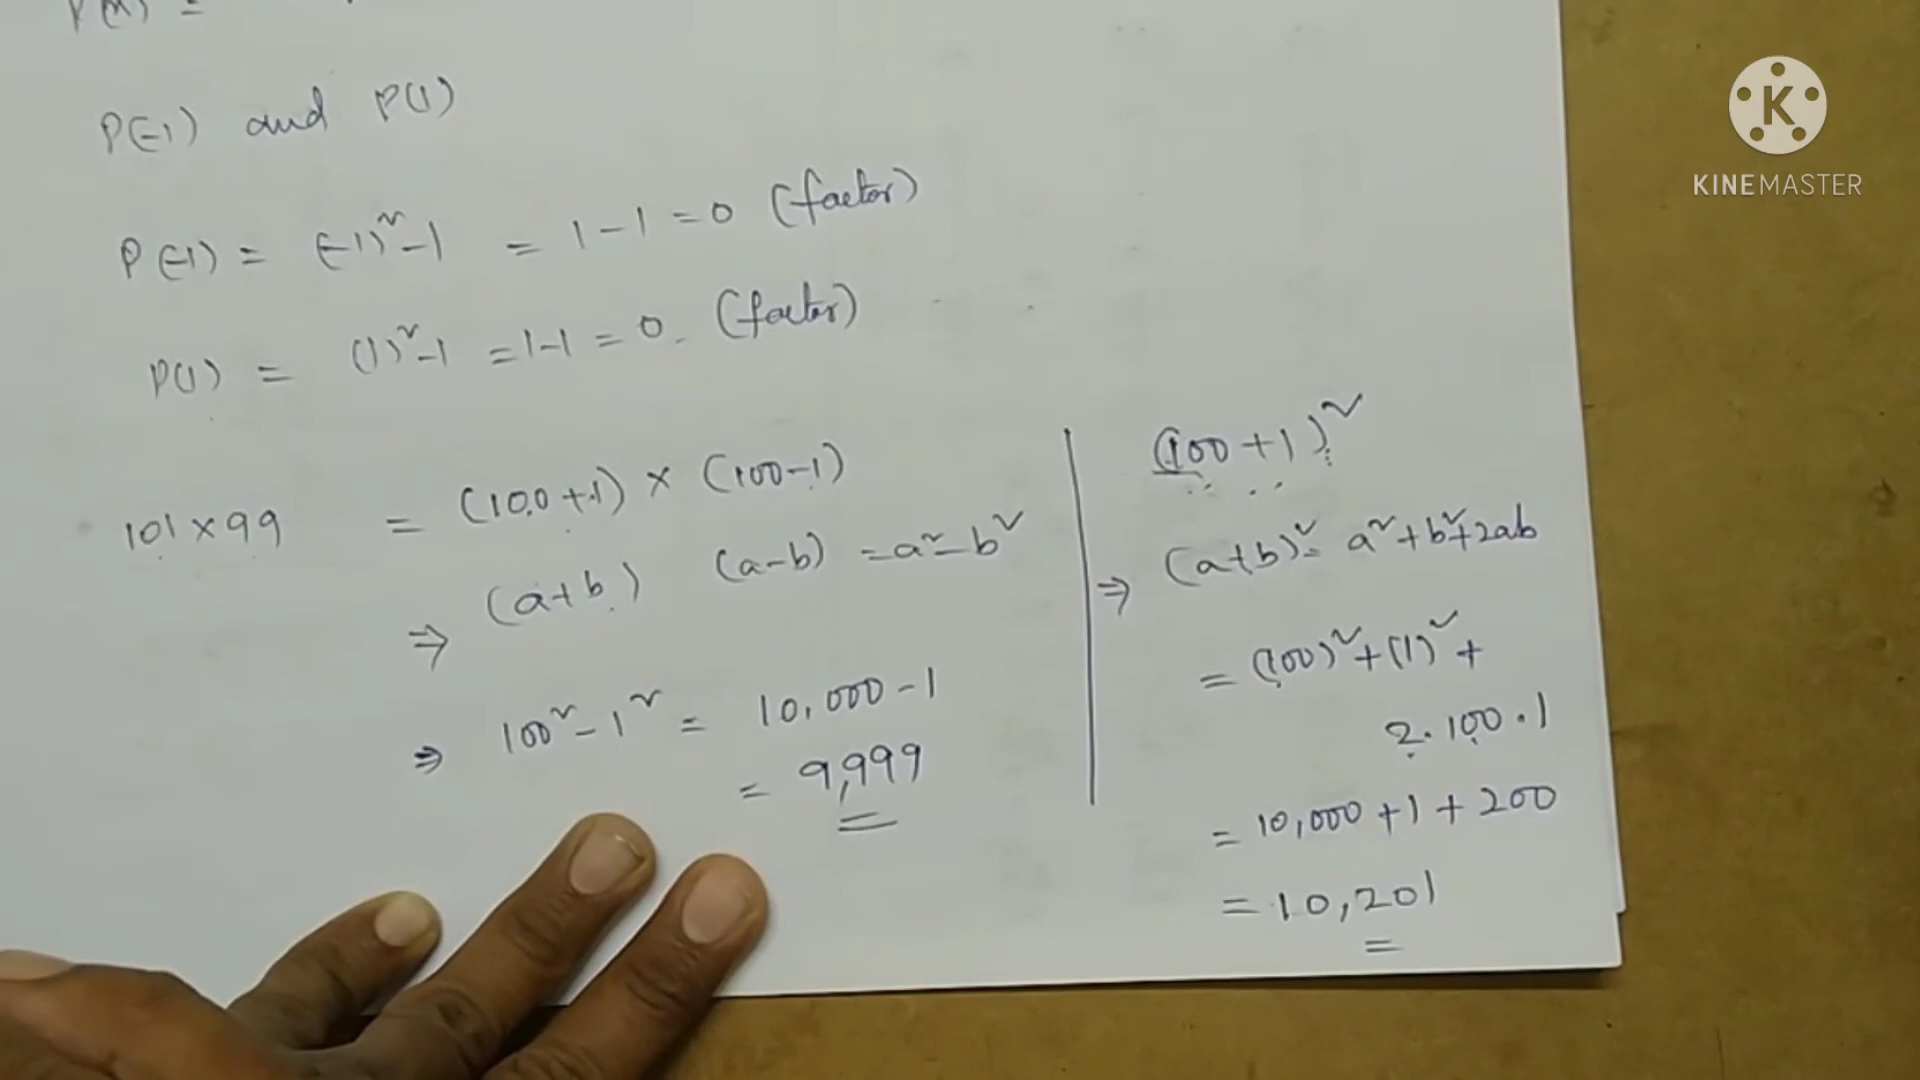 P(x) =
P(-1) and P(1)
P(-1) = (-1)² - 1 = 1 - 1 = 0 (factor)
P(1) = (1)² - 1 = 1 - 1 = 0. (factor)
101 × 99 = (100 + 1) × (100 - 1)
⇒ (a + b) (a - b) = a² - b²
⇒ 100² - 1² = 10,000 - 1
= 9,999
(100 + 1)²
⇒ (a + b)² = a² + b² + 2ab
= (100)² + (1)² +
2 . 100 . 1
= 10,000 + 1 + 200
= 10,201
K
KINEMASTER